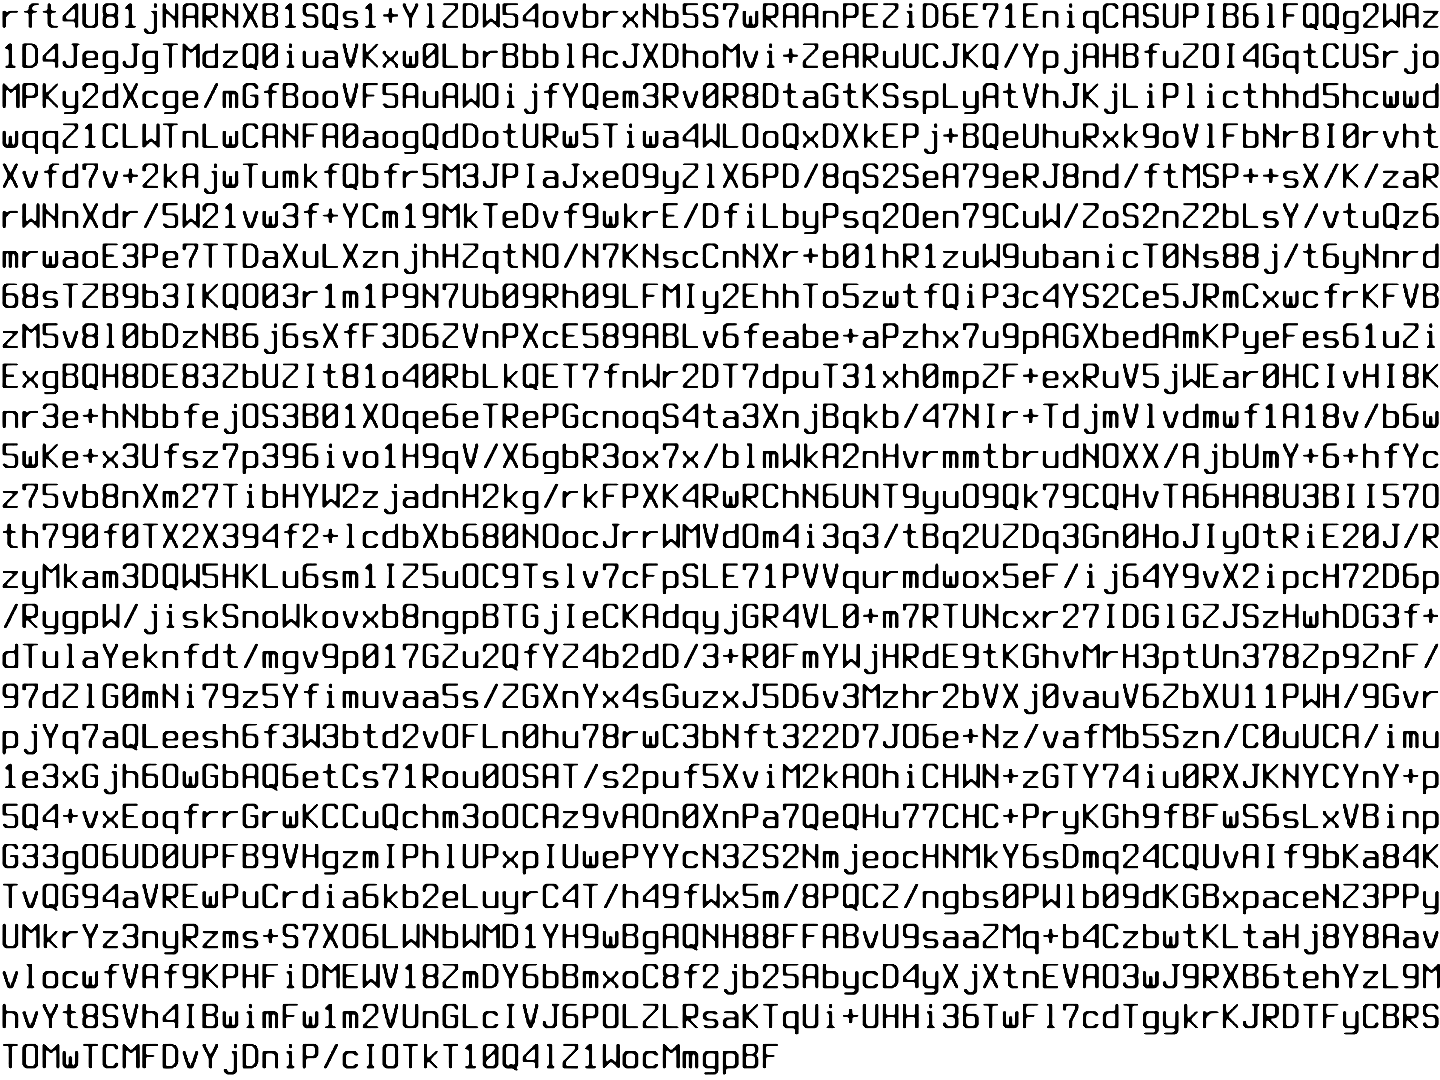 rft4U81jNARNXB1SQs1+YlZDW54ovbrxNb5S7wRAAnPEZiD6E71EniqCASUPIB6lFQQg2WAz
1D4JegJgTMdzQ0iuaVKxw0LbrBbblAcJXDhoMvi+ZeARuUCJKQ/YpjAHBfuZOI4GqtCUSrjo
MPKy2dXcge/mGfBooVF5AuAWOijfYQem3Rv0R8DtaGtKSspLyAtVhJKjLiPlicthhd5hcwwd
wqqZ1CLWTnLwCANFA0aogQdDotURw5Tiwa4WLOoQxDXkEPj+BQeUhuRxk9oVlFbNrBI0rvht
Xvfd7v+2kAjwTumkfQbfr5M3JPIaJxeO9yZlX6PD/8qS2SeA79eRJ8nd/ftMSP++sX/K/zaR
rWNnXdr/5W21vw3f+YCm19MkTeDvf9wkrE/DfiLbyPsq2Oen79CuW/ZoS2nZ2bLsY/vtuQz6
mrwaoE3Pe7TTDaXuLXznjhHZqtNO/N7KNscCnNXr+b01hR1zuW9ubanicT0Ns88j/t6yNnrd
68sTZB9b3IKQO03r1m1P9N7Ub09Rh09LFMIy2EhhTo5zwtfQiP3c4YS2Ce5JRmCxwcfrKFVB
zM5v8l0bDzNB6j6sXfF3D6ZVnPXcE589ABLv6feabe+aPzhx7u9pAGXbedAmKPyeFes61uZi
ExgBQH8DE83ZbUZIt81o40RbLkQET7fnWr2DT7dpuT31xh0mpZF+exRuV5jWEar0HCIvHI8K
nr3e+hNbbfejOS3B01XOqe6eTRePGcnoqS4ta3XnjBqkb/47NIr+TdjmVlvdmwf1A18v/b6w
5wKe+x3Ufsz7p396ivo1H9qV/X6gbR3ox7x/blmWkA2nHvrmmtbrudNOXX/AjbUmY+6+hfYc
z75vb8nXm27TibHYW2zjadnH2kg/rkFPXK4RwRChN6UNT9yuO9Qk79CQHvTA6HA8U3BII57O
th790f0TX2X394f2+lcdbXb680NOocJrrWMVdOm4i3q3/tBq2UZDq3Gn0HoJIyOtRiE20J/R
zyMkam3DQW5HKLu6sm1IZ5uOC9Tslv7cFpSLE71PVVqurmdwox5eF/ij64Y9vX2ipcH72D6p
/RygpW/jiskSnoWkovxb8ngpBTGjIeCKAdqyjGR4VL0+m7RTUNcxr27IDGlGZJSzHwhDG3f+
dTulaYeknfdt/mgv9p017GZu2QfYZ4b2dD/3+R0FmYWjHRdE9tKGhvMrH3ptUn378Zp9ZnF/
97dZlG0mNi79z5Yfimuvaa5s/ZGXnYx4sGuzxJ5D6v3Mzhr2bVXj0vauV6ZbXU11PWH/9Gvr
pjYq7aQLeesh6f3W3btd2vOFLn0hu78rwC3bNft322D7JO6e+Nz/vafMb5Szn/C0uUCA/imu
1e3xGjh6OwGbAQ6etCs71Rou0OSAT/s2puf5XviM2kAOhiCHWN+zGTY74iu0RXJKNYCYnY+p
5Q4+vxEoqfrrGrwKCCuQchm3oOCAz9vAOn0XnPa7QeQHu77CHC+PryKGh9fBFwS6sLxVBinp
G33gO6UD0UPFB9VHgzmIPhlUPxpIUwePYYcN3ZS2NmjeocHNMkY6sDmq24CQUvAIf9bKa84K
TvQG94aVREwPuCrdia6kb2eLuyrC4T/h49fWx5m/8PQCZ/ngbs0PWlb09dKGBxpaceNZ3PPy
UMkrYz3nyRzms+S7XO6LWNbWMD1YH9wBgAQNH88FFABvU9saaZMq+b4CzbwtKLtaHj8Y8Aav
vlocwfVAf9KPHFiDMEWV18ZmDY6bBmxoC8f2jb25AbycD4yXjXtnEVAO3wJ9RXB6tehYzL9M
hvYt8SVh4IBwimFw1m2VUnGLcIVJ6POLZLRsaKTqUi+UHHi36TwFl7cdTgykrKJRDTFyCBRS
TOMwTCMFDvYjDniP/cIOTkT10Q4lZ1WocMmgpBF